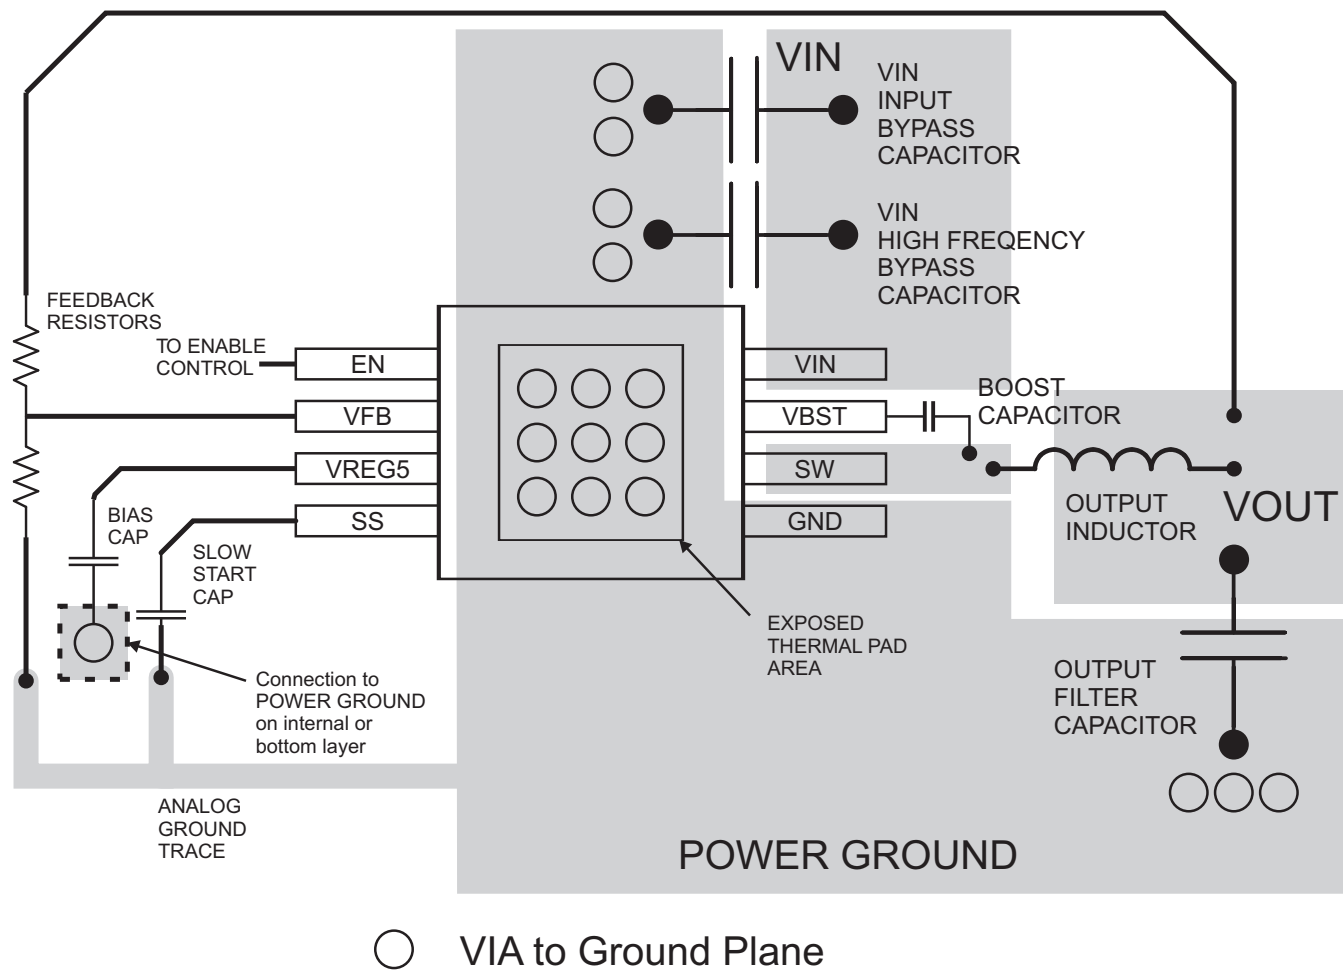 VIN
VIN
INPUT
BYPASS
CAPACITOR
VIN
HIGH FREQENCY
BYPASS
CAPACITOR
FEEDBACK
RESISTORS
TO ENABLE
CONTROL
EN
VFB
VREG5
SS
VIN
VBST
SW
GND
BOOST
CAPACITOR
OUTPUT
INDUCTOR
VOUT
BIAS
CAP
SLOW
START
CAP
EXPOSED
THERMAL PAD
AREA
Connection to
POWER GROUND
on internal or
bottom layer
OUTPUT
FILTER
CAPACITOR
ANALOG
GROUND
TRACE
POWER GROUND
VIA to Ground Plane